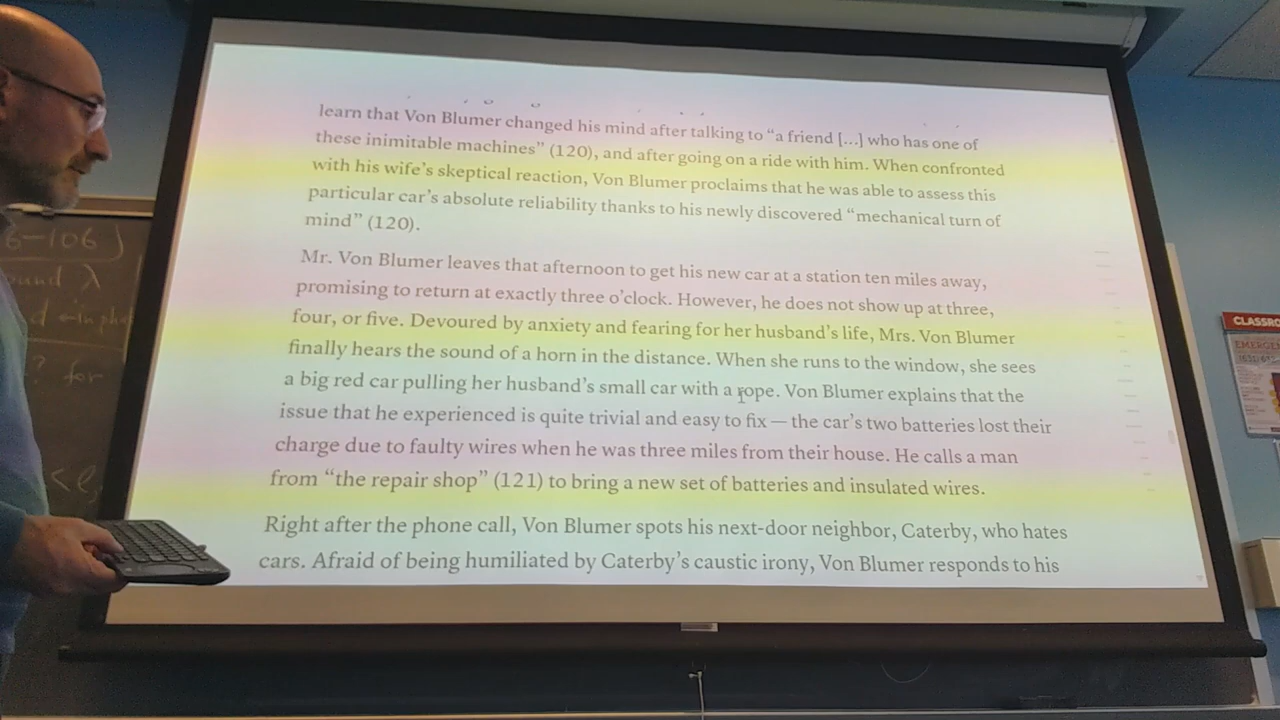 learn that Von Blumer changed his mind after talking to “a friend [...] who has one of
these inimitable machines” (120), and after going on a ride with him. When confronted
with his wife’s skeptical reaction, Von Blumer proclaims that he was able to assess this
particular car’s absolute reliability thanks to his newly discovered “mechanical turn of
mind” (120).
Mr. Von Blumer leaves that afternoon to get his new car at a station ten miles away,
promising to return at exactly three o’clock. However, he does not show up at three,
four, or five. Devoured by anxiety and fearing for her husband’s life, Mrs. Von Blumer
finally hears the sound of a horn in the distance. When she runs to the window, she sees
a big red car pulling her husband’s small car with a rope. Von Blumer explains that the
issue that he experienced is quite trivial and easy to fix — the car’s two batteries lost their
charge due to faulty wires when he was three miles from their house. He calls a man
from “the repair shop” (121) to bring a new set of batteries and insulated wires.
Right after the phone call, Von Blumer spots his next-door neighbor, Caterby, who hates
cars. Afraid of being humiliated by Caterby’s caustic irony, Von Blumer responds to his
6-106)
λ
? for
CLASSRO
EMERGEN